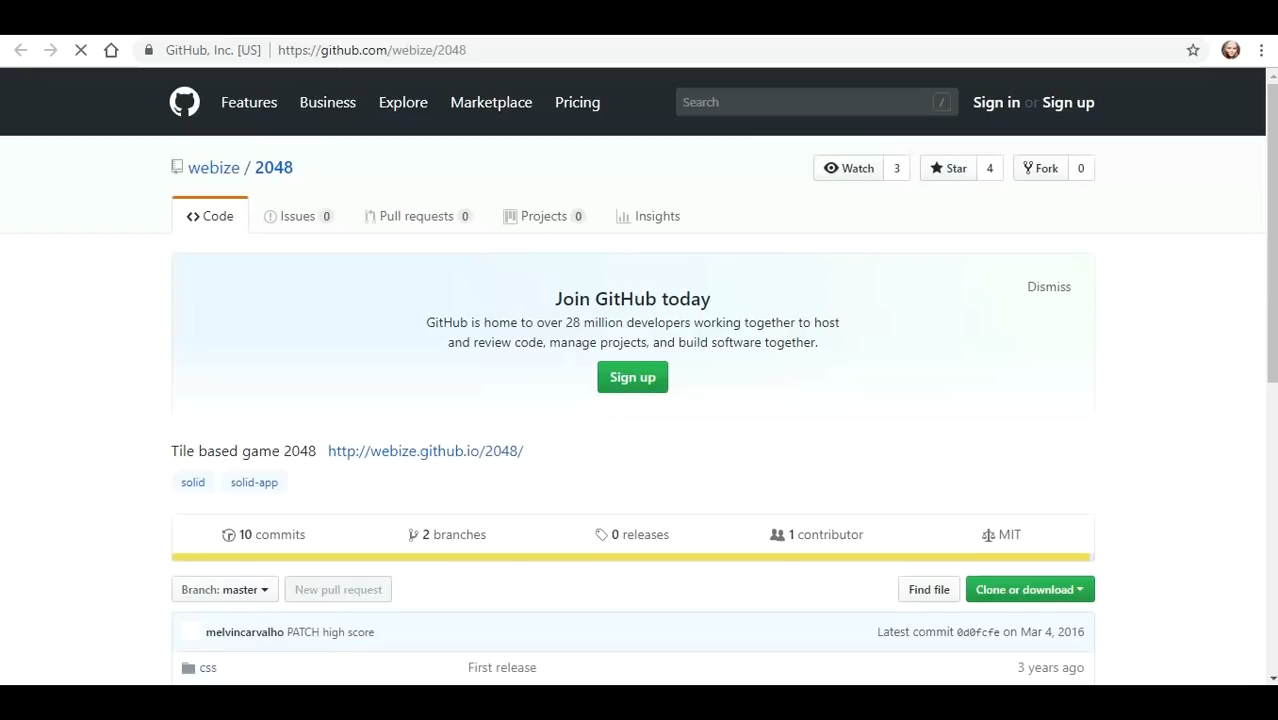 GitHub, Inc. [US] | https://github.com/webize/2048
Features Business Explore Marketplace Pricing Search / Sign in or Sign up
webize / 2048 Watch 3 Star 4 Fork 0
Code Issues 0 Pull requests 0 Projects 0 Insights
Dismiss
Join GitHub today
GitHub is home to over 28 million developers working together to host
and review code, manage projects, and build software together.
Sign up
Tile based game 2048 http://webize.github.io/2048/
solid solid-app
10 commits 2 branches 0 releases 1 contributor MIT
Branch: master New pull request Find file Clone or download
melvincarvalho PATCH high score Latest commit 0d0fcfe on Mar 4, 2016
css First release 3 years ago